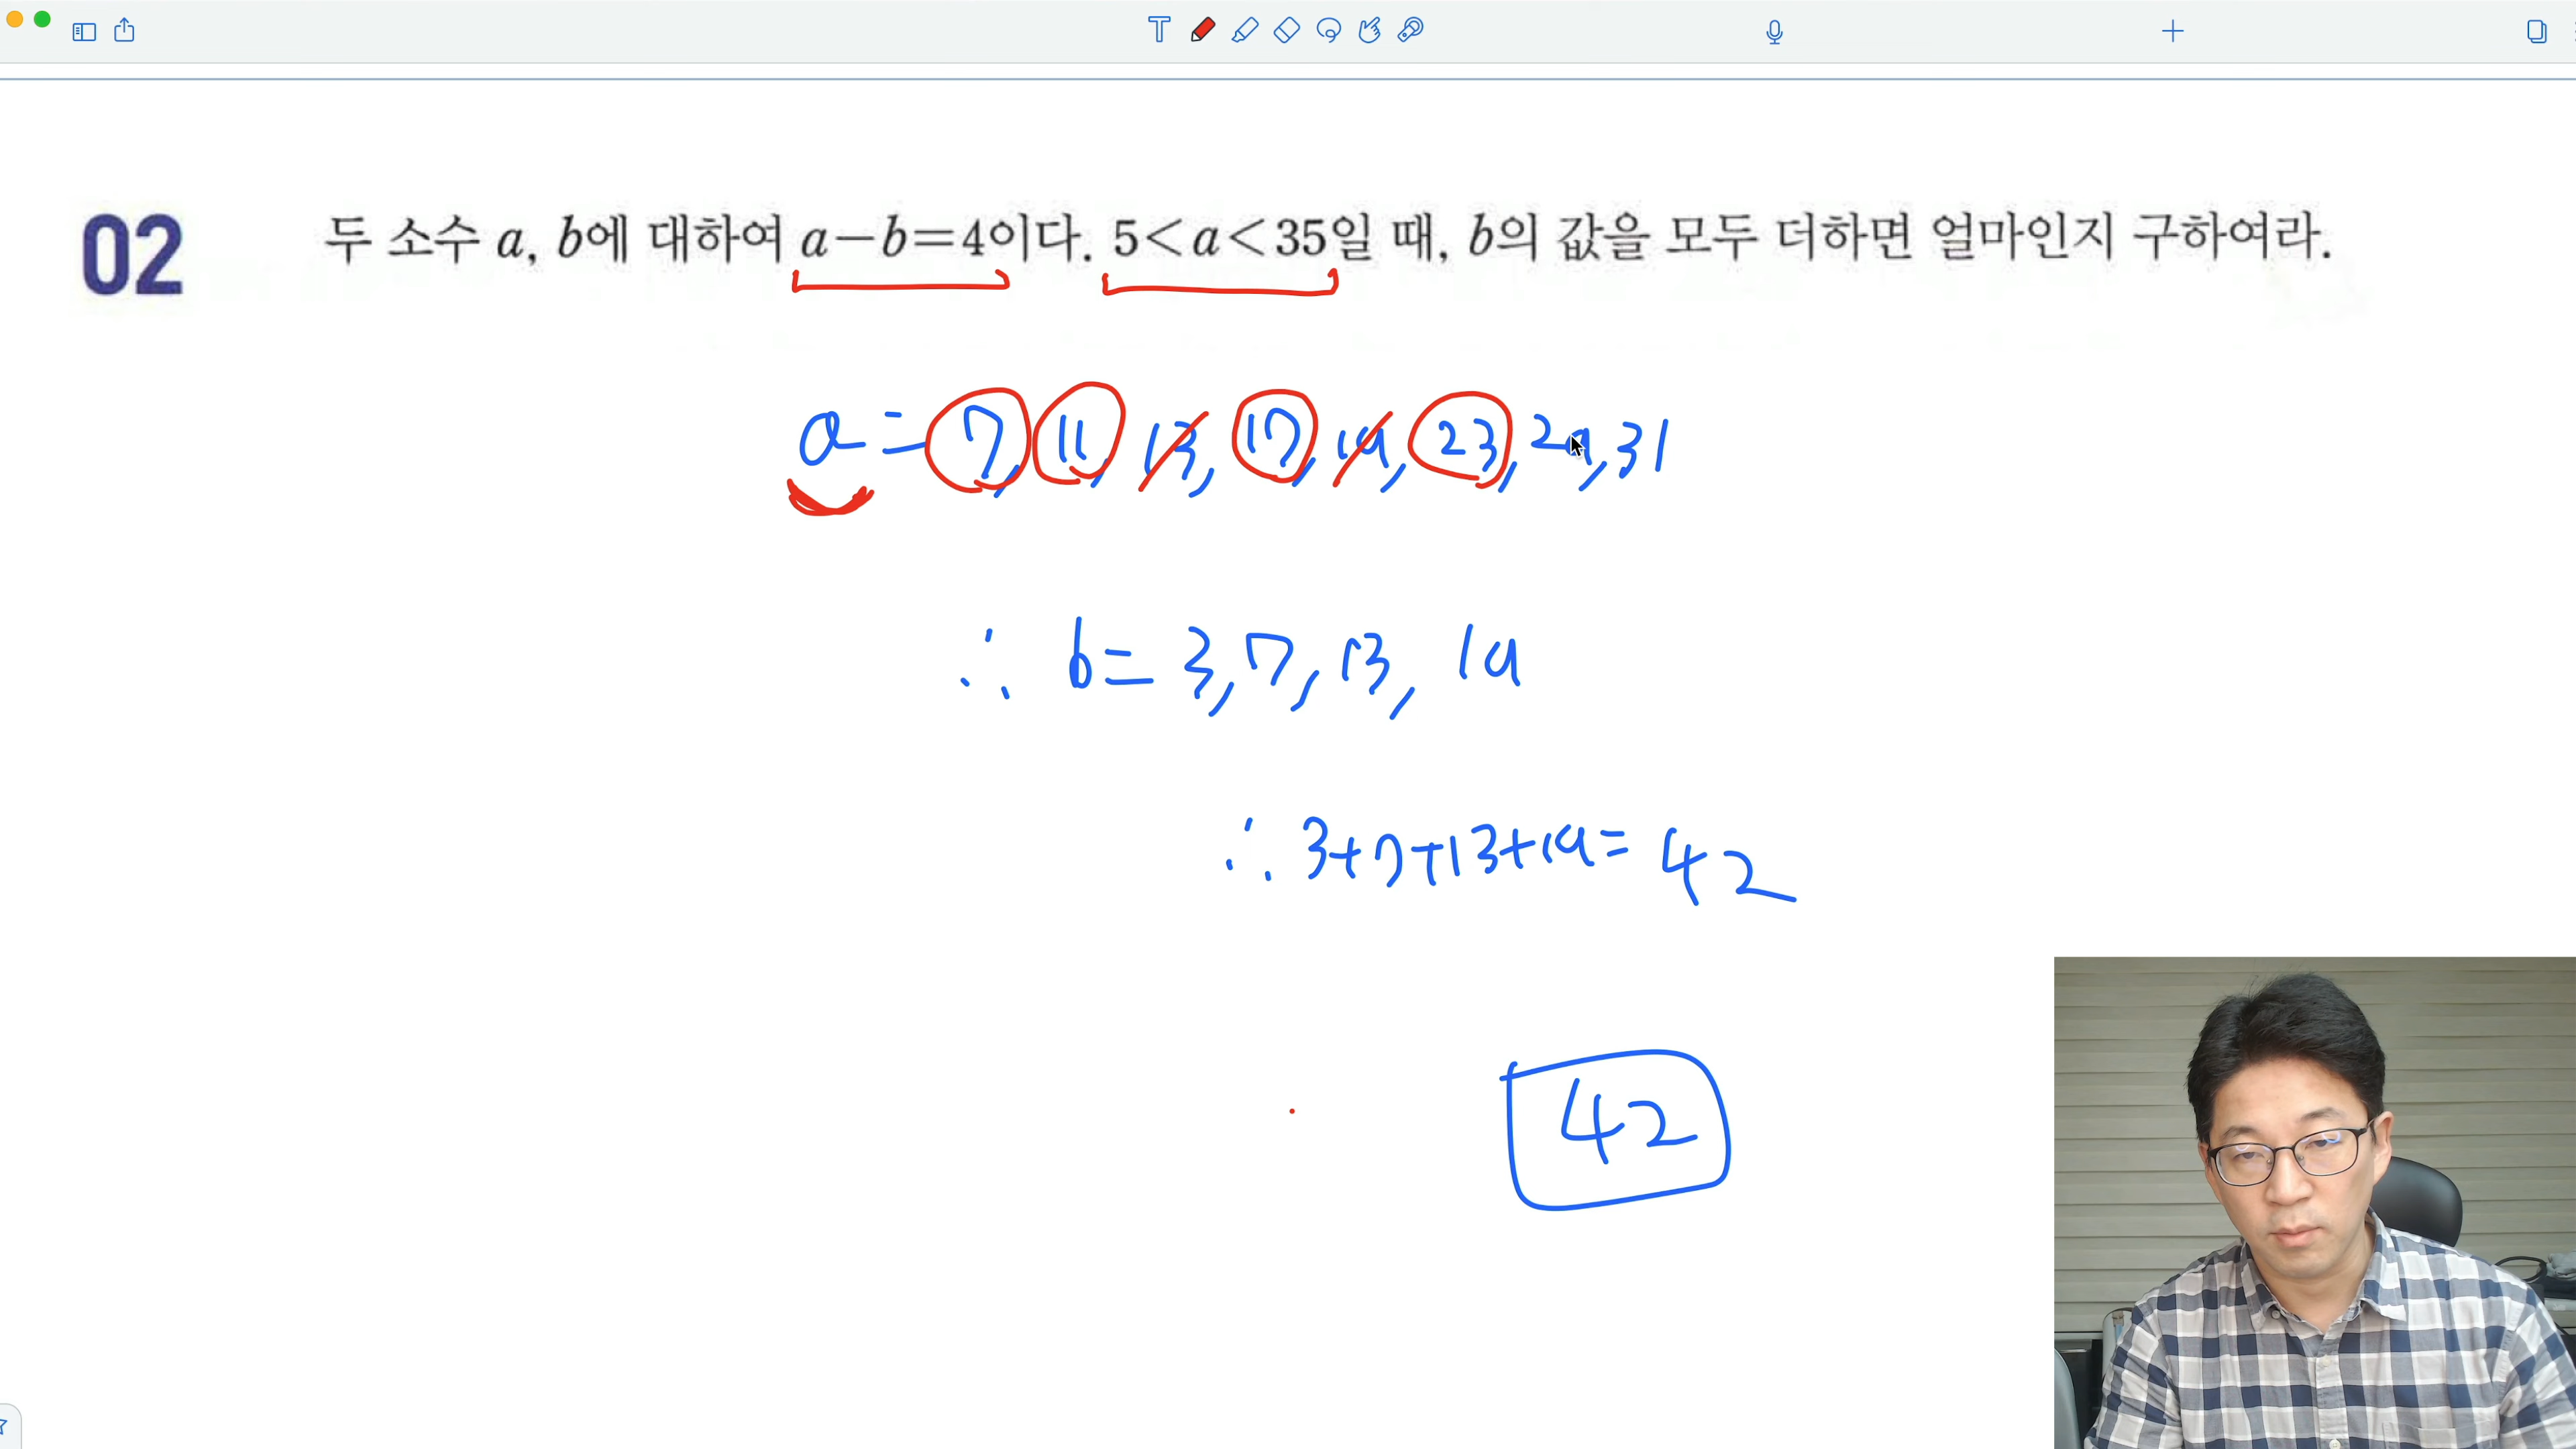 02 두 소수 a, b에 대하여 a−b=4이다. 5<a<35일 때, b의 값을 모두 더하면 얼마인지 구하여라.
a = 7, 11, 13, 17, 19, 23, 29, 31
∴ b = 3, 7, 13, 19
∴ 3+7+13+19= 42
42